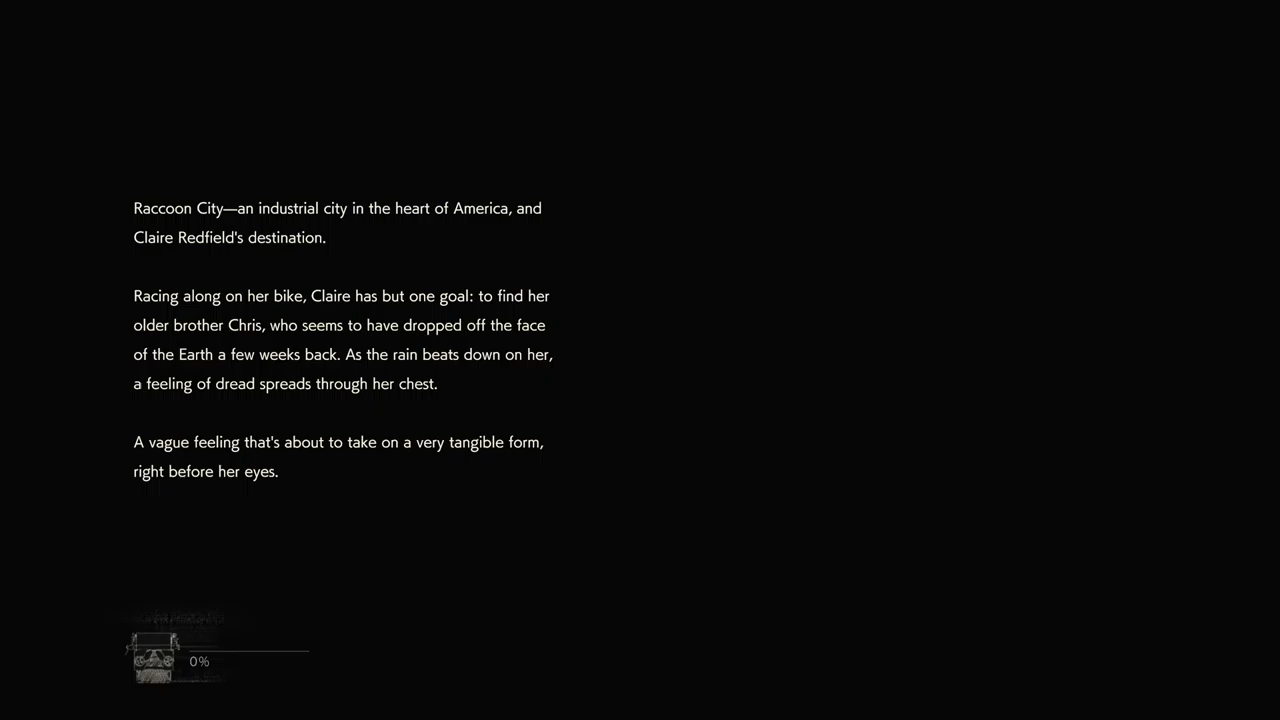 Raccoon City—an industrial city in the heart of America, and
Claire Redfield's destination.
Racing along on her bike, Claire has but one goal: to find her
older brother Chris, who seems to have dropped off the face
of the Earth a few weeks back. As the rain beats down on her,
a feeling of dread spreads through her chest.
A vague feeling that's about to take on a very tangible form,
right before her eyes.
0%